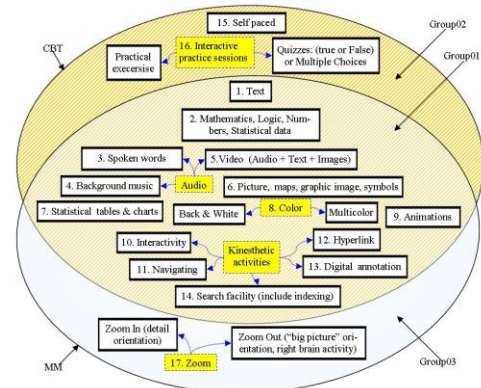 15. Self paced
Group02
CBT
16. Interactive
practice sessions
Practical
execersise
Quizzes: (true or False)
or Multiple Choices
Group01
1. Text
2. Mathematics, Logic, Num-
bers, Statistical data
3. Spoken words
5.Video (Audio + Text + Images)
4. Background music
Audio
6. Picture, maps, graphic image, symbols
7. Statistical tables & charts
Back & White
8. Color
Multicolor
9. Animations
10. Interactivity
Kinesthetic
activities
12. Hyperlink
11. Navigating
13. Digital annotation
14. Search facility (include indexing)
Zoom In (detail
orientation)
Zoom Out ("big picture" ori-
entation, right brain activity)
17. Zoom
MM
Group03